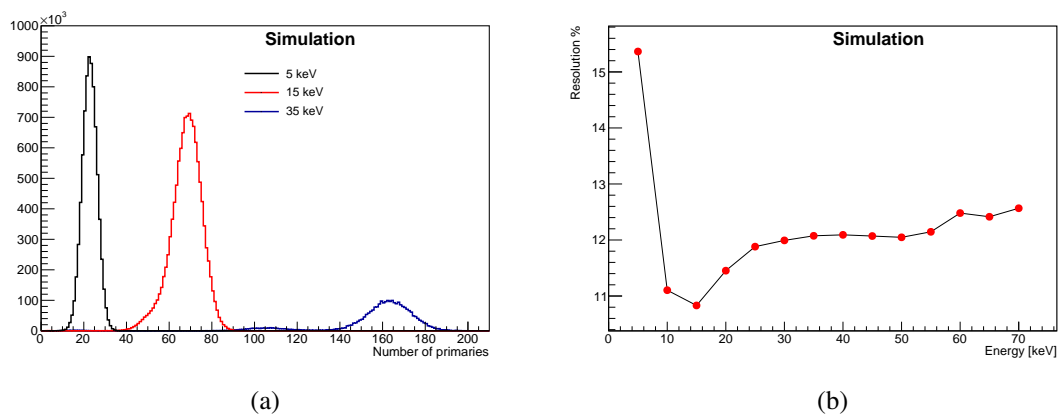 ×10³
Simulation
5 keV
15 keV
35 keV
1000
900
800
700
600
500
400
300
200
100
0
0 20 40 60 80 100 120 140 160 180 200
Number of primaries
(a)
Simulation
Resolution %
15
14
13
12
11
0 10 20 30 40 50 60 70
Energy [keV]
(b)